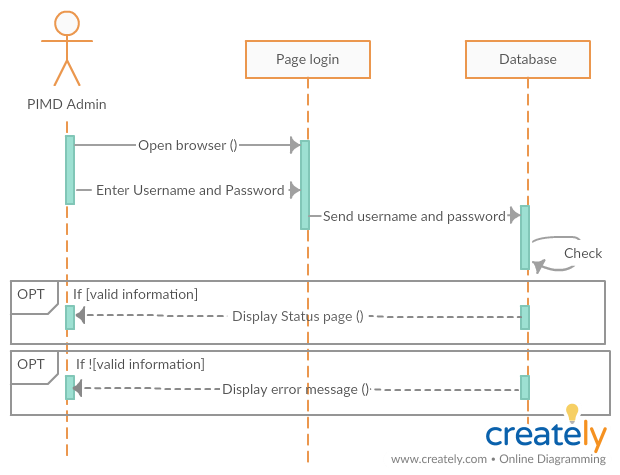 PIMD Admin
Page login
Database
Open browser ()
Enter Username and Password
Send username and password
Check
OPT
If [valid information]
Display Status page ()
OPT
If ![valid information]
Display error message ()
creately
www.creately.com • Online Diagramming